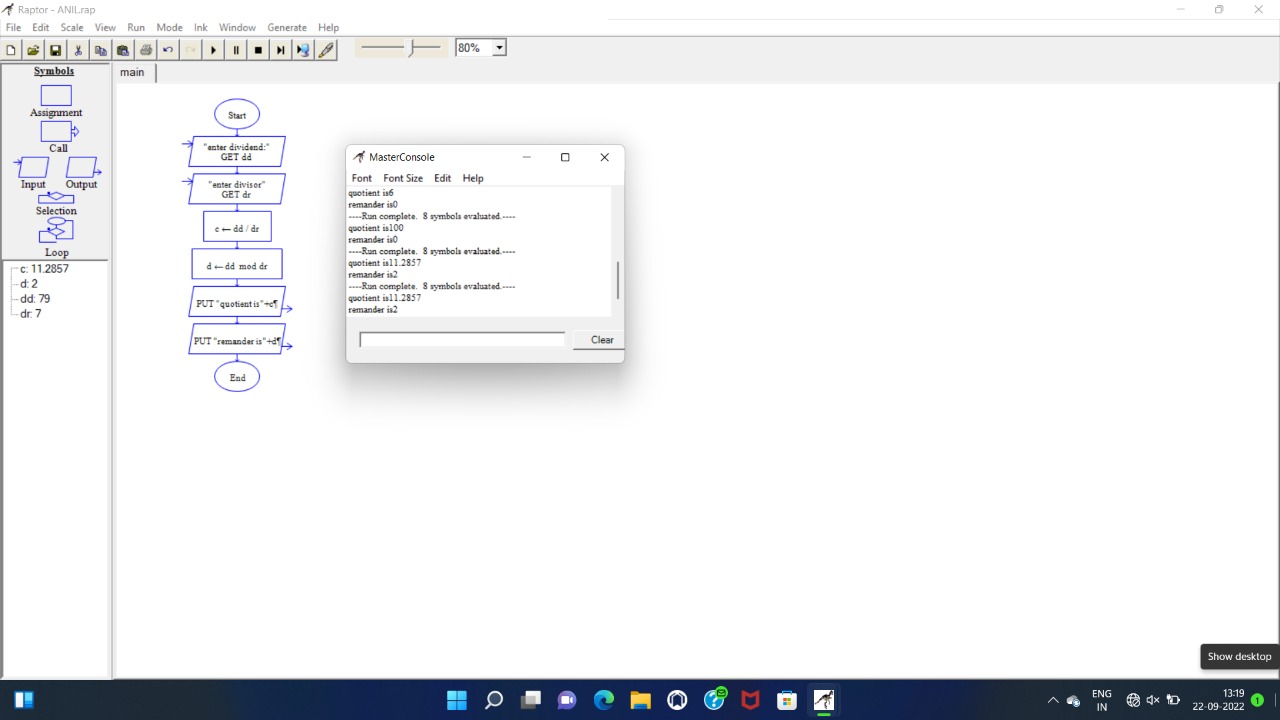 Raptor - ANIL.rap
File Edit Scale View Run Mode Ink Window Generate Help
80%
Symbols
main
Assignment
Call
Input Output
Selection
Loop
c: 11.2857
d: 2
dd: 79
dr: 7
Start
"enter dividend:"
GET dd
"enter divisor"
GET dr
c ← dd / dr
d ← dd mod dr
PUT "quotient is"+c¶
PUT "remander is"+d¶
End
MasterConsole
Font Font Size Edit Help
quotient is6
remander is0
----Run complete. 8 symbols evaluated.----
quotient is100
remander is0
----Run complete. 8 symbols evaluated.----
quotient is11.2857
remander is2
----Run complete. 8 symbols evaluated.----
quotient is11.2857
remander is2
Clear
Show desktop
ENG
IN
13:19
22-09-2022
1